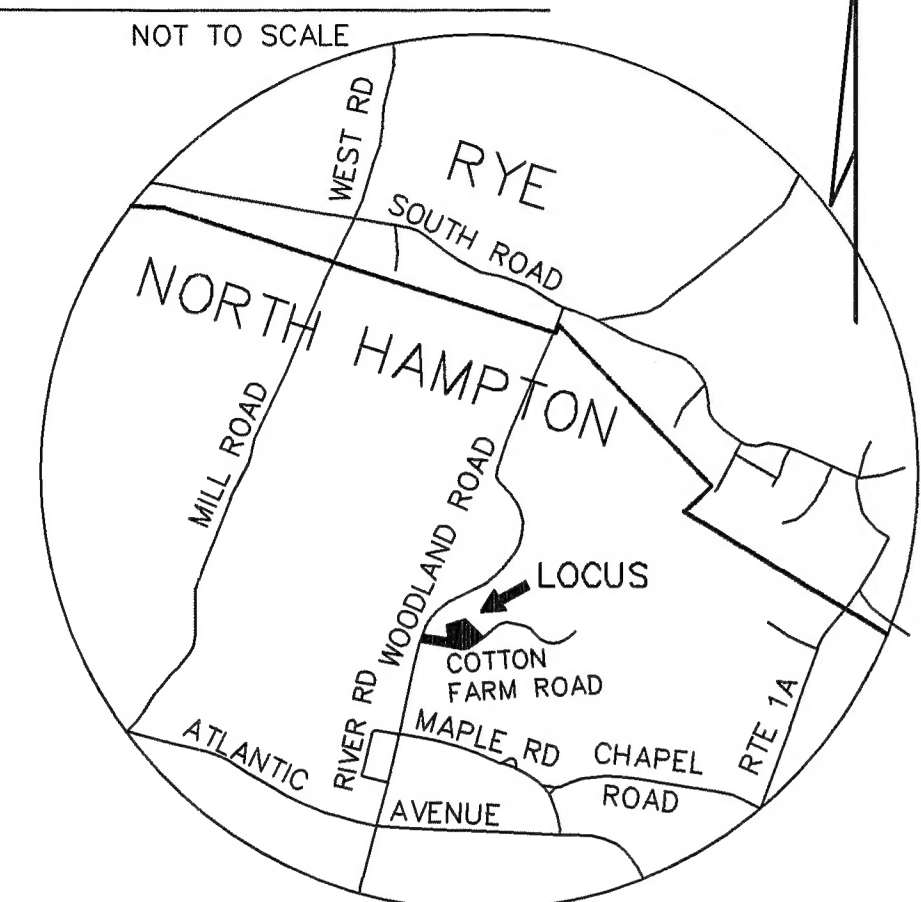 NOT TO SCALE
WEST RD
RYE
SOUTH ROAD
NORTH HAMPTON
MILL ROAD
WOODLAND ROAD
LOCUS
COTTON
FARM ROAD
RIVER RD
MAPLE RD
CHAPEL
ROAD
RTE 1A
ATLANTIC
AVENUE